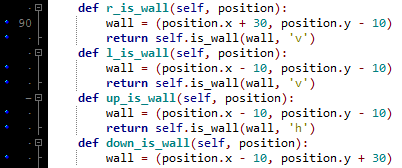 def r_is_wall(self, position):
90 wall = (position.x + 30, position.y - 10)
return self.is_wall(wall, 'v')
def l_is_wall(self, position):
wall = (position.x - 10, position.y - 10)
return self.is_wall(wall, 'v')
def up_is_wall(self, position):
wall = (position.x - 10, position.y - 10)
return self.is_wall(wall, 'h')
def down_is_wall(self, position):
wall = (position.x - 10, position.y + 30)